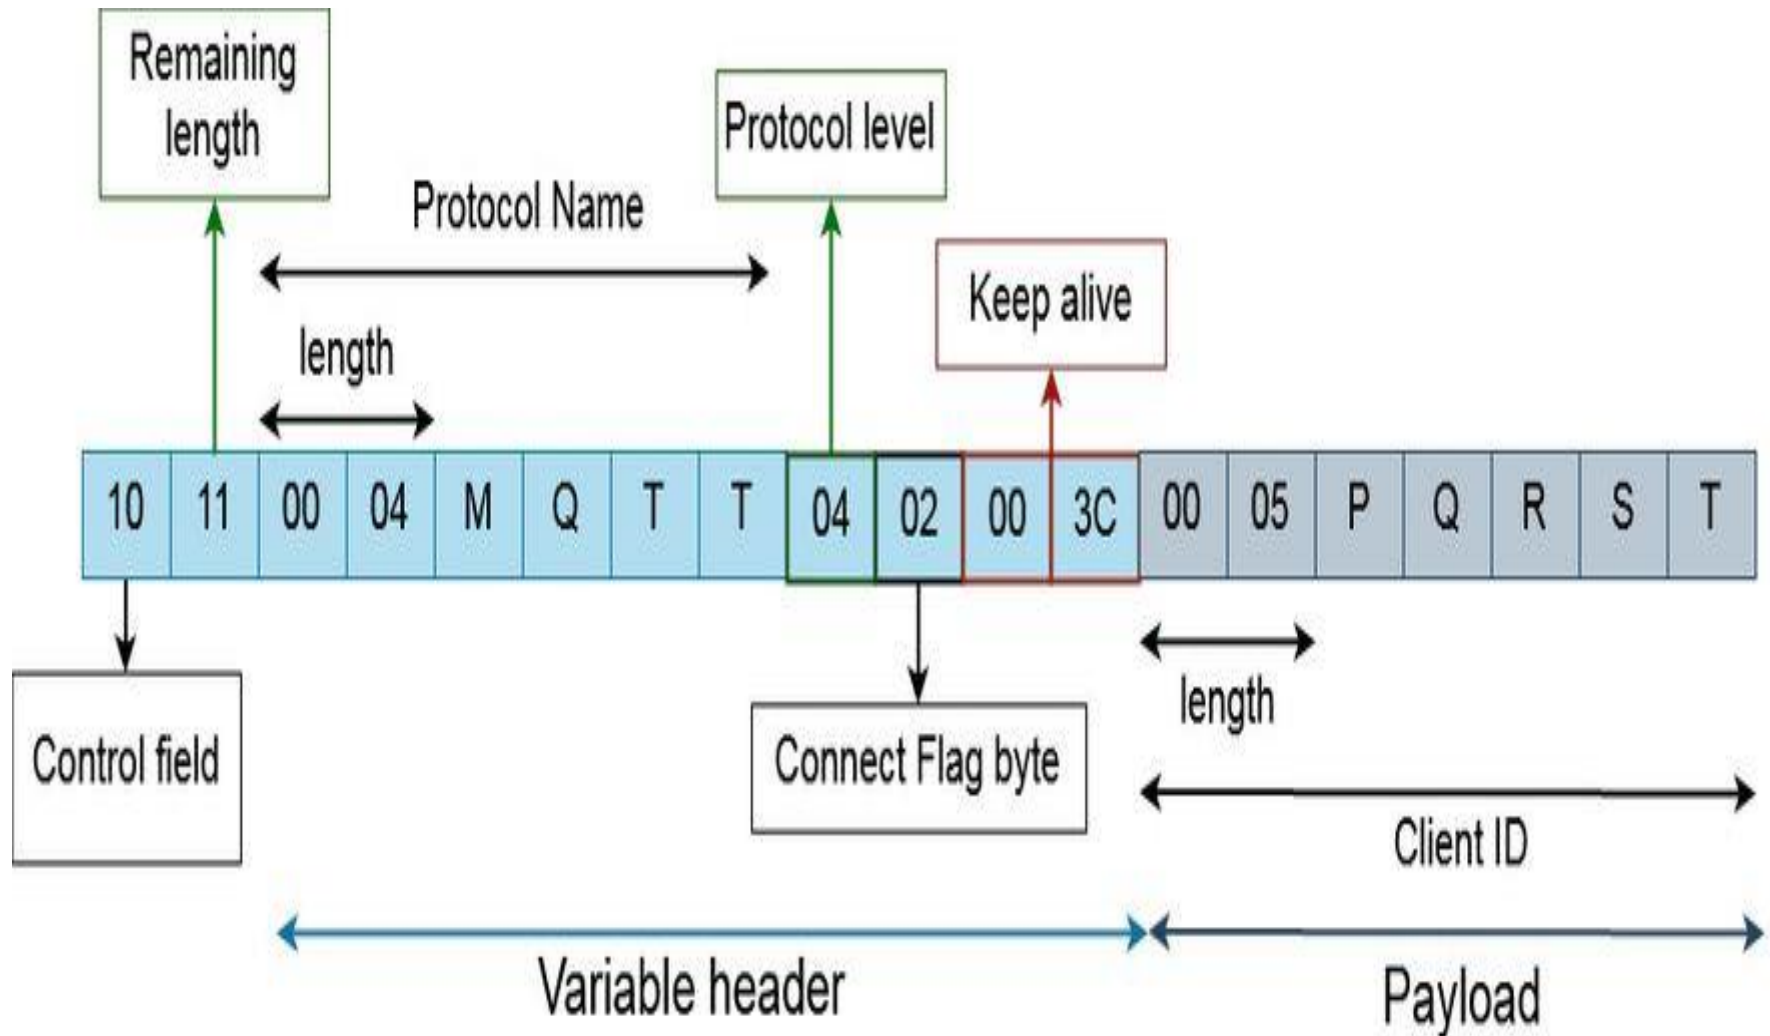 Remaining
length
Protocol level
Protocol Name
Keep alive
length
10 11 00 04 M Q T T 04 02 00 3C 00 05 P Q R S T
length
Control field
Connect Flag byte
Client ID
Variable header
Payload